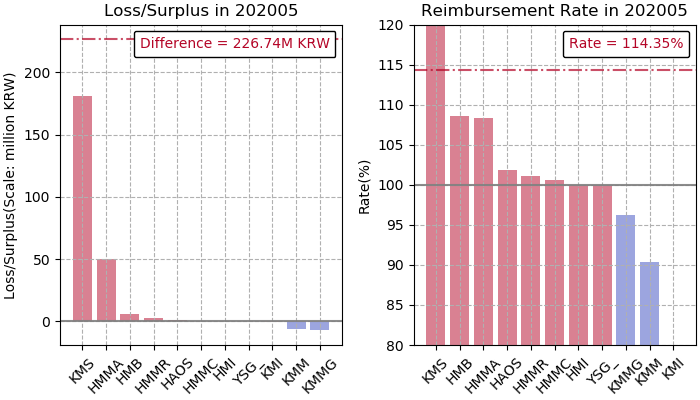 Loss/Surplus in 202005
Difference = 226.74M KRW
Loss/Surplus(Scale: million KRW)
200
150
100
50
0
KMS
HMMA
HMB
HMMR
HAOS
HMMC
HMI
YSG_
KMI
KMM
KMMG
Reimbursement Rate in 202005
Rate = 114.35%
Rate(%)
120
115
110
105
100
95
90
85
80
KMS
HMB
HMMA
HAOS
HMMR
HMMC
HMI
YSG_
KMMG
KMM
KMI